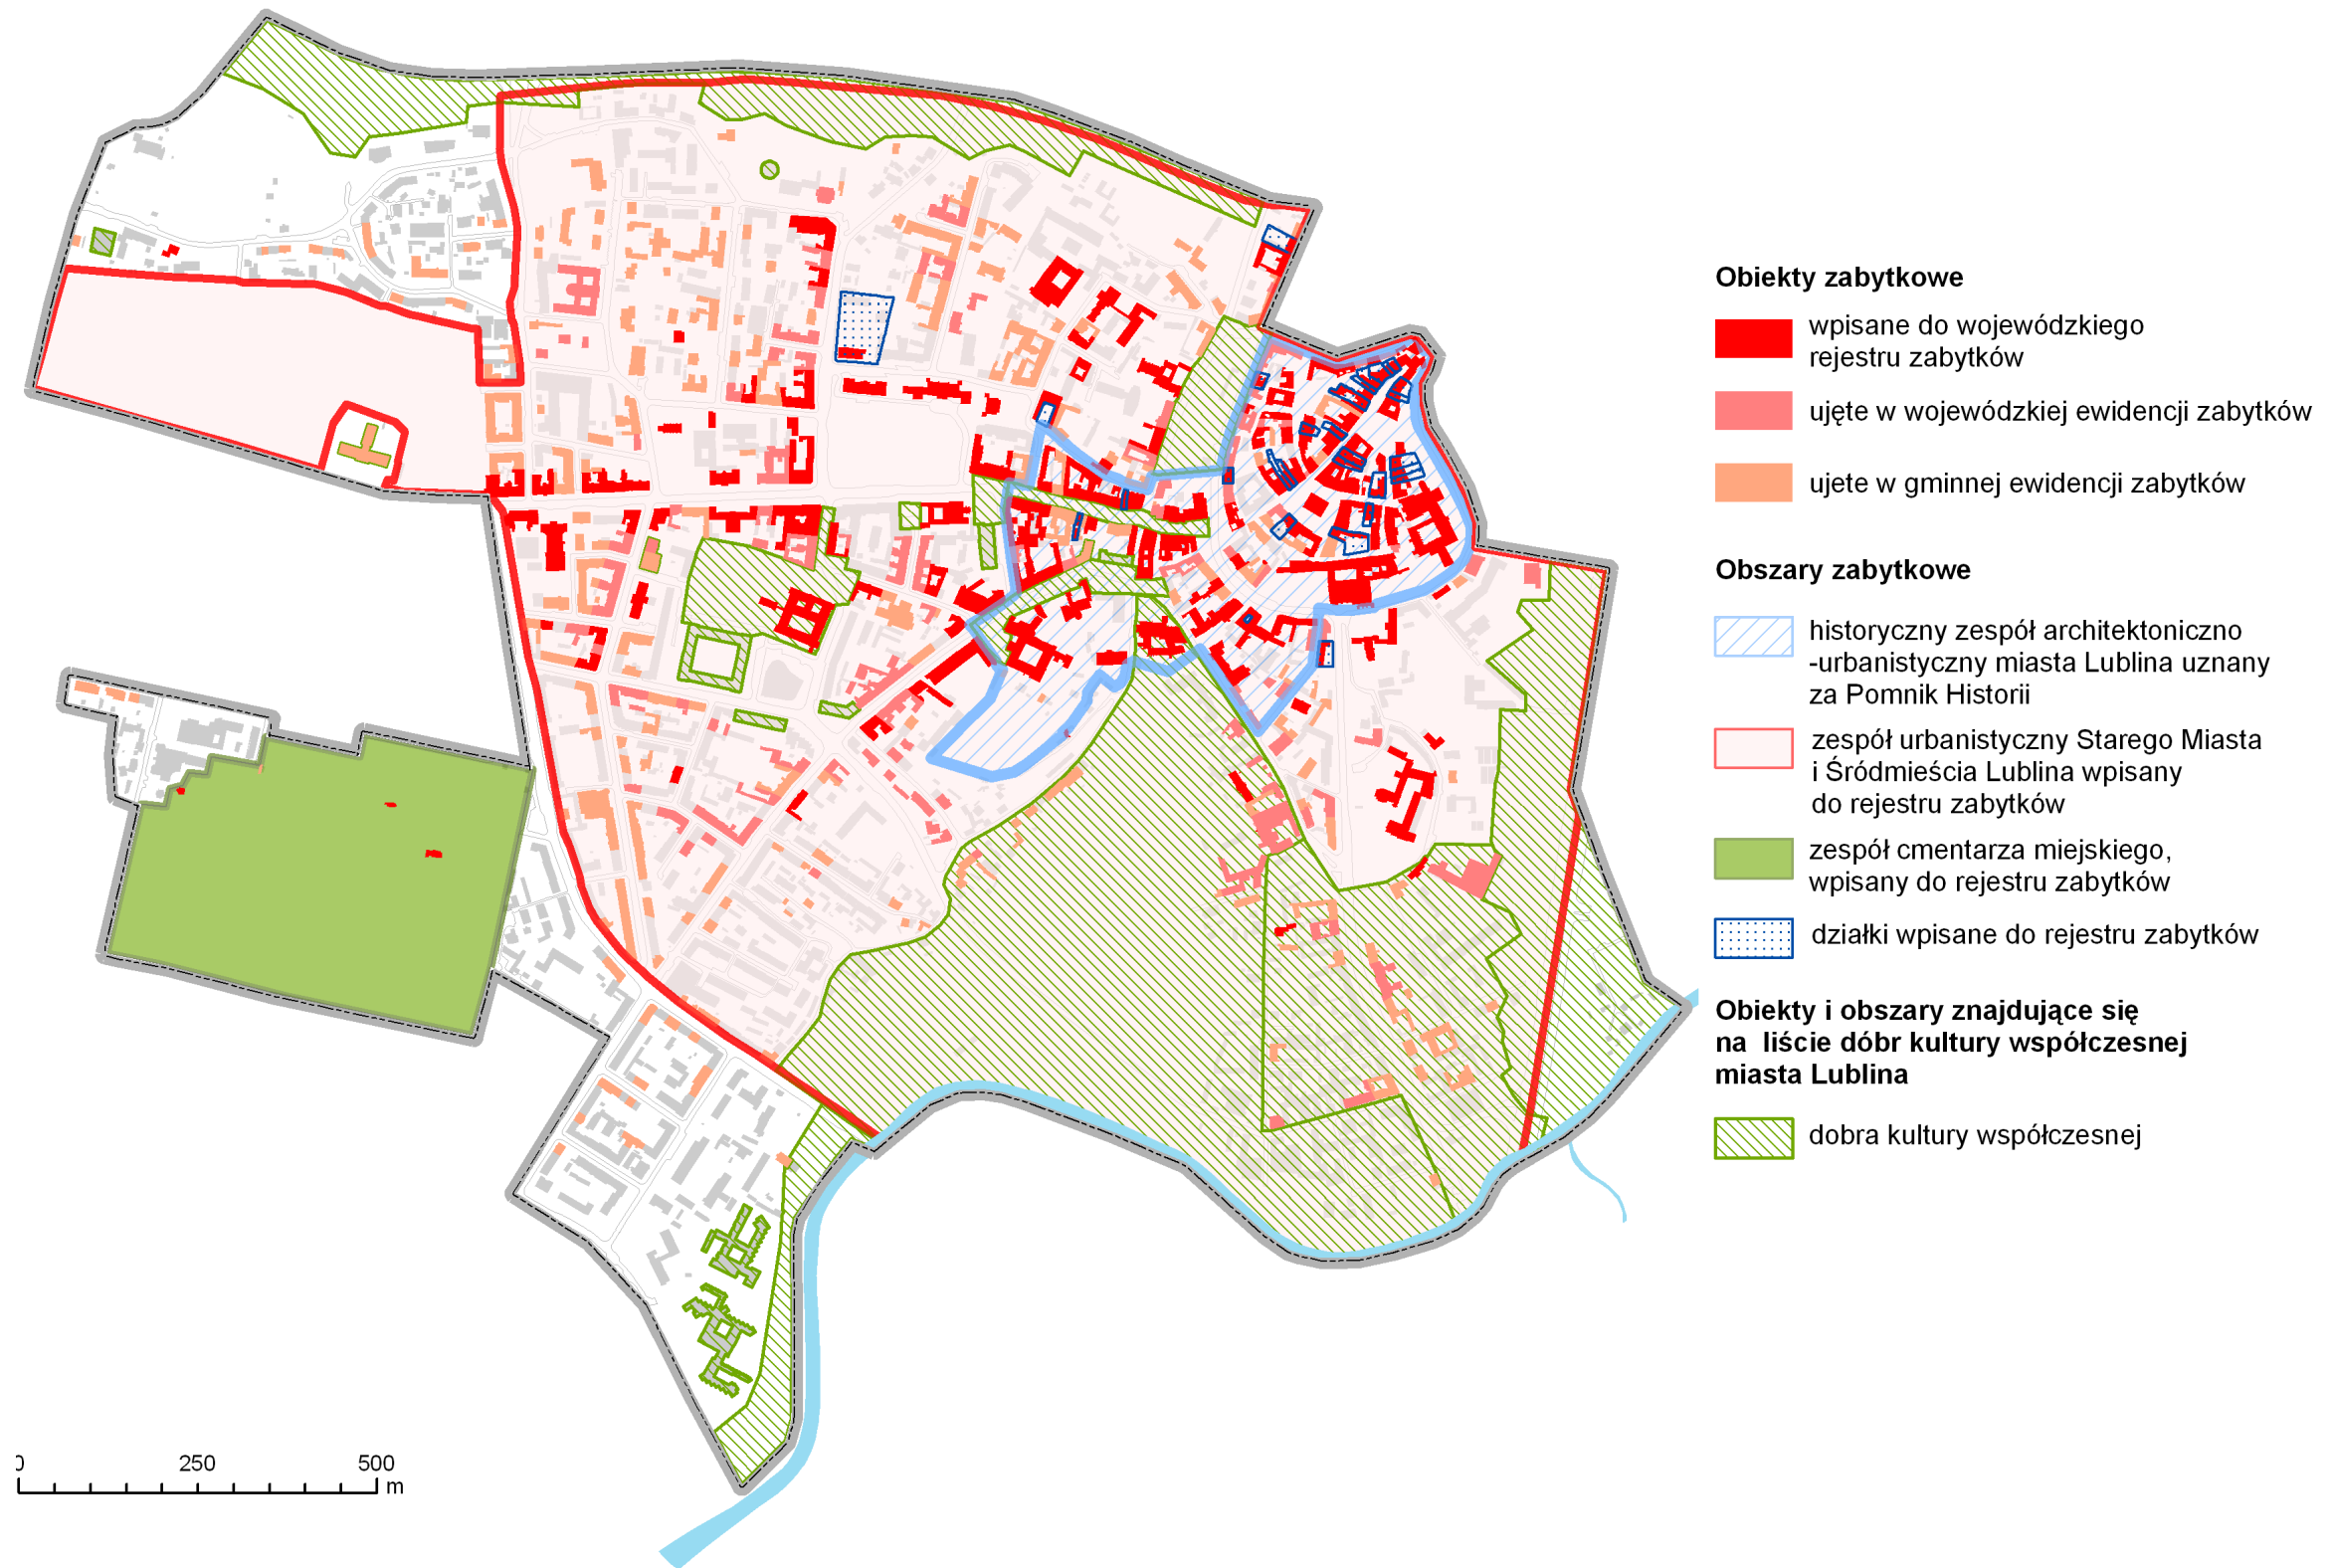 Obiekty zabytkowe
wpisane do wojewódzkiego
rejestru zabytków
ujęte w wojewódzkiej ewidencji zabytków
ujete w gminnej ewidencji zabytków
Obszary zabytkowe
historyczny zespół architektoniczno
-urbanistyczny miasta Lublina uznany
za Pomnik Historii
zespół urbanistyczny Starego Miasta
i Śródmieścia Lublina wpisany
do rejestru zabytków
zespół cmentarza miejskiego,
wpisany do rejestru zabytków
działki wpisane do rejestru zabytków
Obiekty i obszary znajdujące się
na liście dóbr kultury współczesnej
miasta Lublina
dobra kultury współczesnej
0 250 500
m